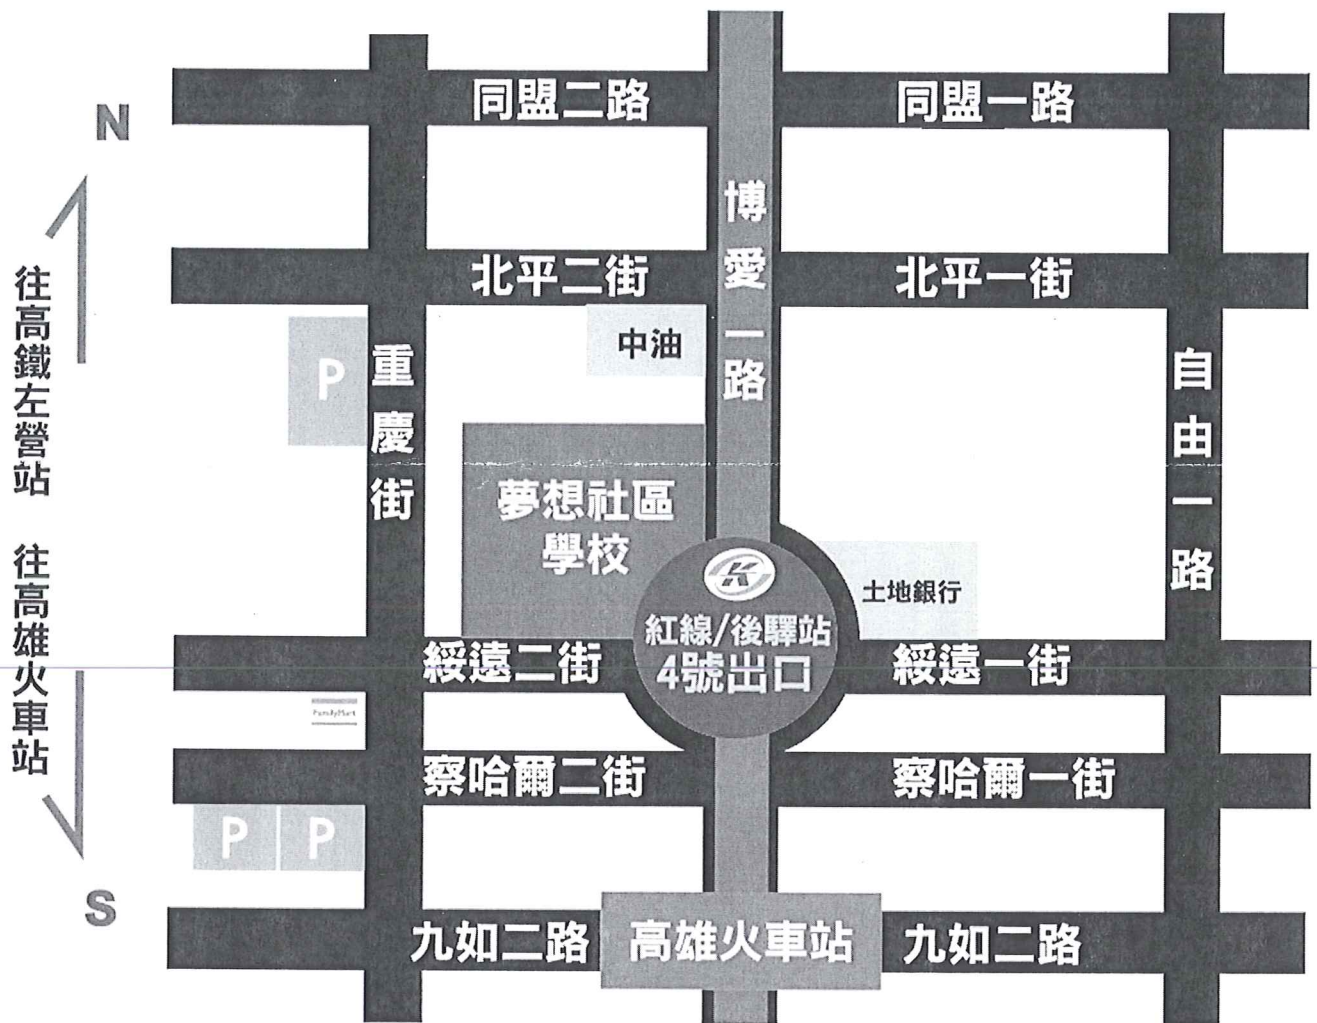 N
同盟二路
同盟一路
博愛一路
北平二街
北平一街
往高鐵左營站
中油
P
重慶街
自由一路
夢想社區
學校
K
土地銀行
紅線/後驛站
4號出口
往高雄火車站
綏遠二街
綏遠一街
FamilyMart
察哈爾二街
察哈爾一街
P
P
S
九如二路
高雄火車站
九如二路